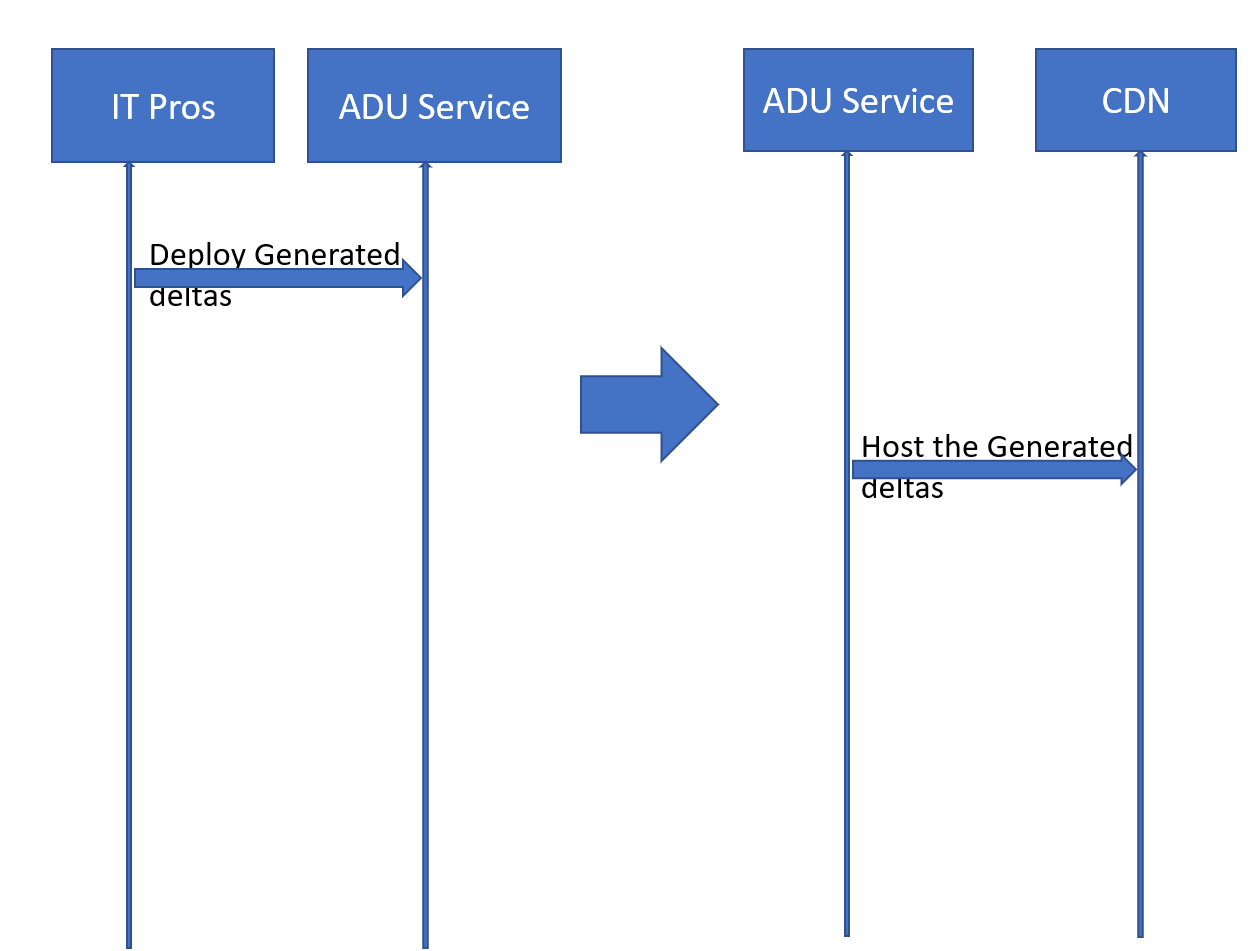 IT Pros
ADU Service
ADU Service
CDN
Deploy Generated
deltas
Host the Generated
deltas